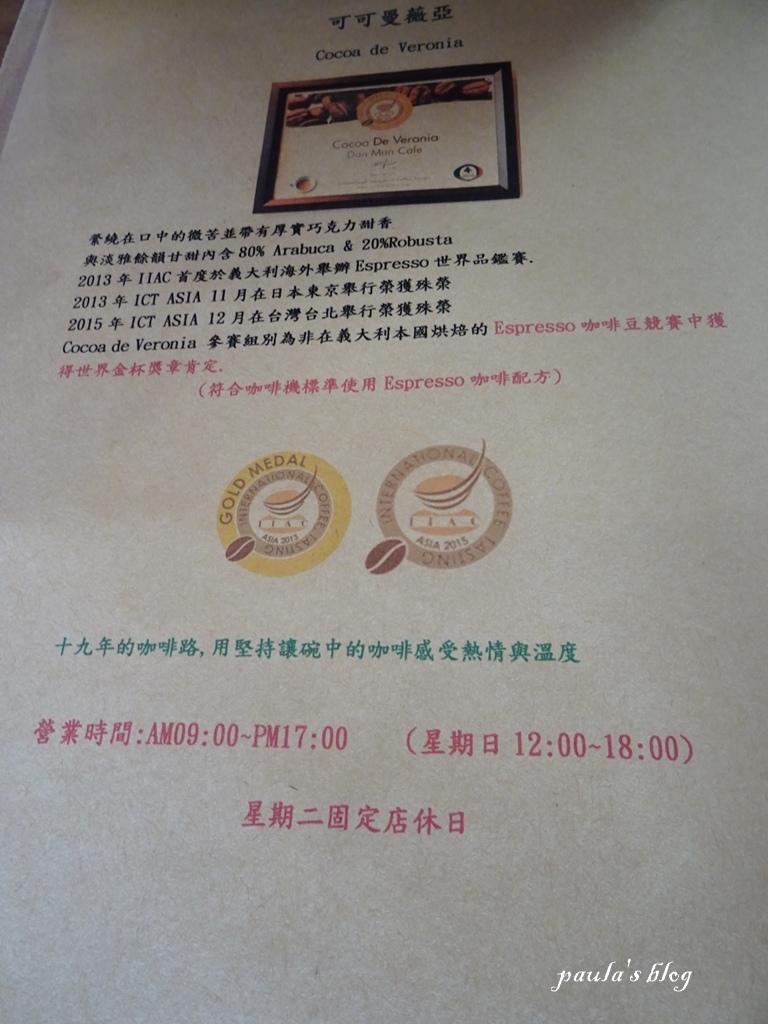 可可曼薇亞
Cocoa de Veronia
Cocoa De Verania
Dan Man Cafe
縈繞在口中的微苦並帶有厚實巧克力甜香
與淡雅餘韻甘甜內含 80% Arabuca & 20%Robusta
2013 年 IIAC 首度於義大利海外舉辦 Espresso 世界品鑑賽.
2013 年 ICT ASIA 11 月在日本東京舉行榮獲殊榮
2015 年 ICT ASIA 12 月在台灣台北舉行榮獲殊榮
Cocoa de Veronia 參賽組別為非在義大利本國烘焙的 Espresso 咖啡豆競賽中獲
得世界金杯獎章肯定.
(符合咖啡機標準使用 Espresso 咖啡配方)
GOLD MEDAL
INTERNATIONAL COFFEE TASTING
IIAC
ASIA 2013
INTERNATIONAL COFFEE TASTING
IIAC
ASIA 2015
十九年的咖啡路,用堅持讓碗中的咖啡感受熱情與溫度
營業時間:AM09:00~PM17:00 (星期日 12:00~18:00)
星期二固定店休日
paula's blog